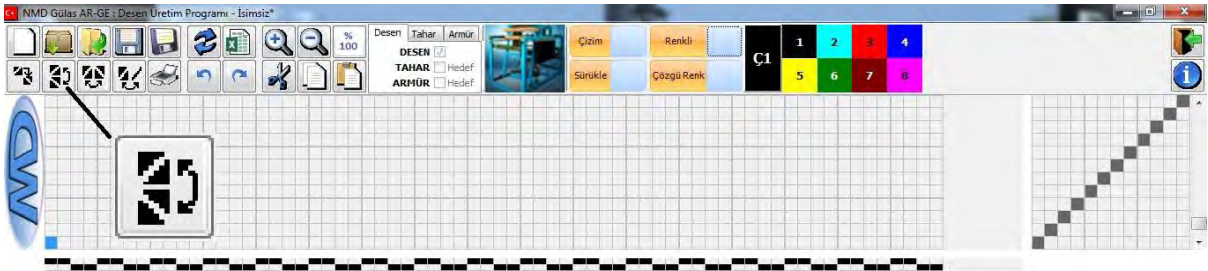 NMD Gülas AR-GE : Desen Üretim Programı - İsimsiz*
%
100
Desen Tahar Armür
DESEN
TAHAR Hedef
ARMÜR Hedef
Çizim
Renkli
Sürükle
Çözgü Renk
Ç1
1 2 3 4
5 6 7 8